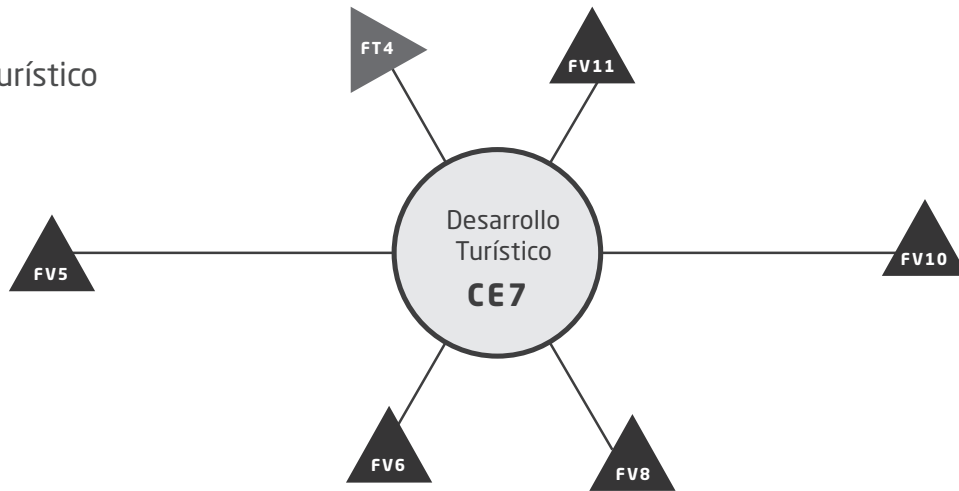 FT4
FV11
urístico
Desarrollo
Turístico
CE7
FV5
FV10
FV6
FV8